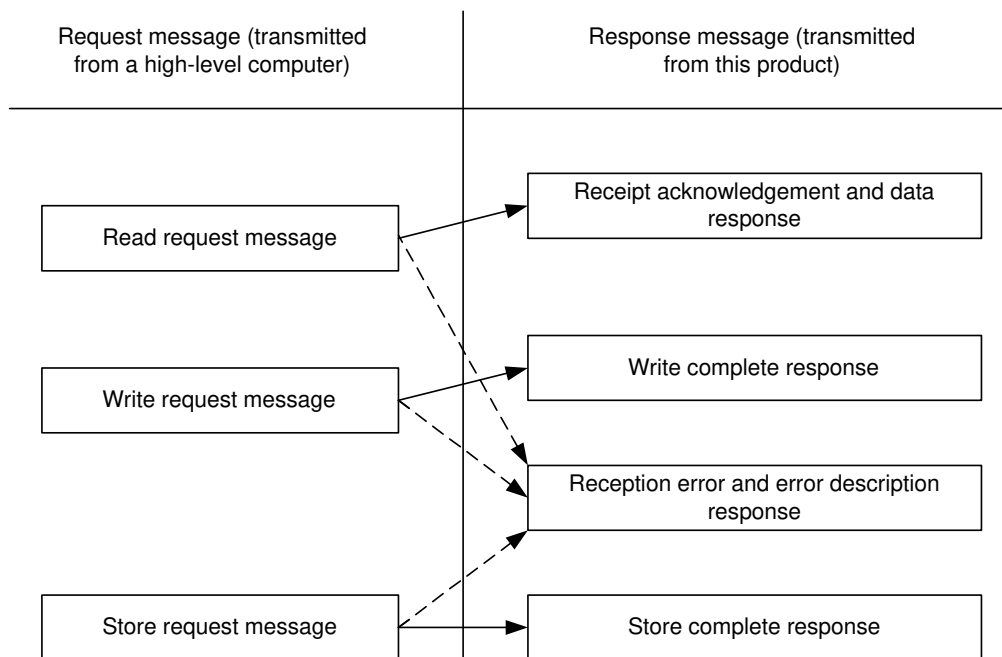 Request message (transmitted
from a high-level computer)
Response message (transmitted
from this product)
Receipt acknowledgement and data
response
Read request message
Write complete response
Write request message
Reception error and error description
response
Store request message
Store complete response